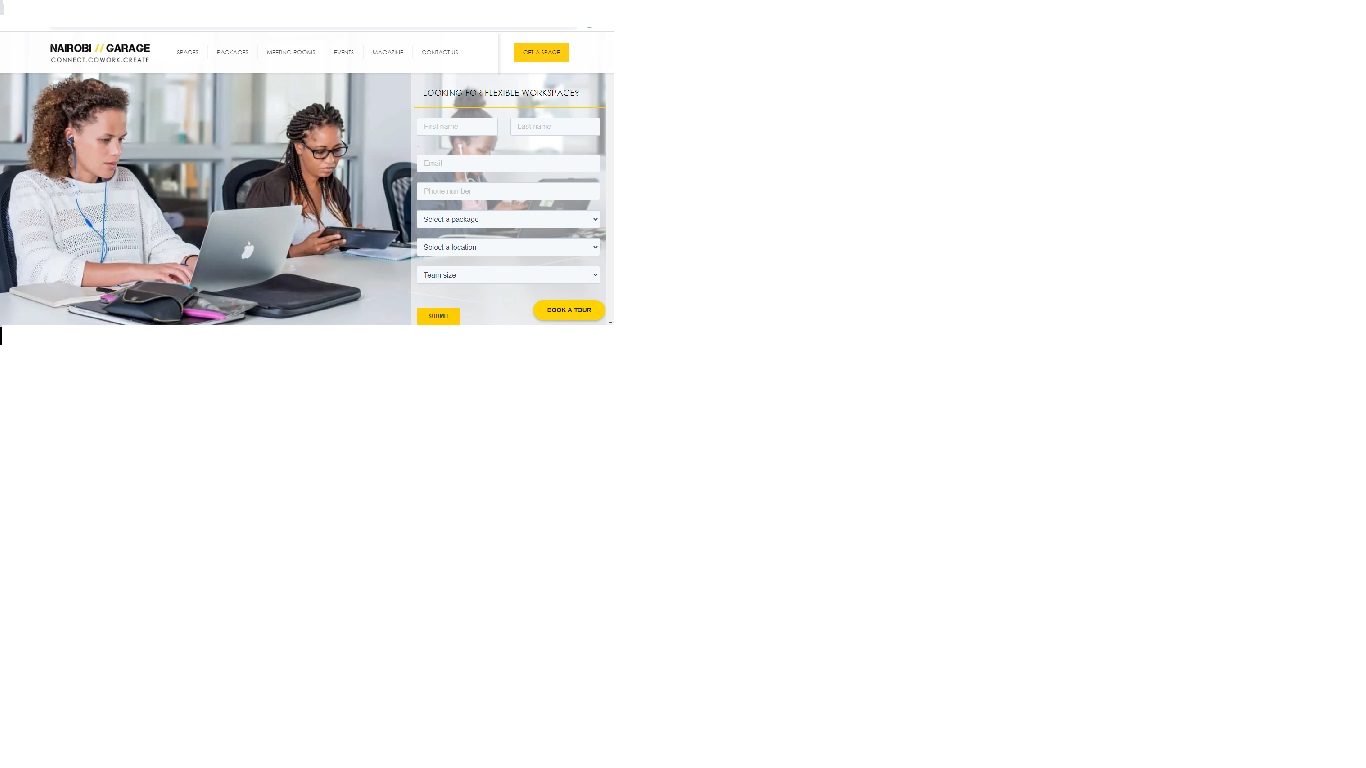 NAIROBI // GARAGE
CONNECT.COWORK.CREATE
SPACES
PACKAGES
MEETING ROOMS
EVENTS
MAGAZINE
CONTACT US
GET A SPACE
LOOKING FOR FLEXIBLE WORKSPACE?
First name
Last name
Email
Phone number
Select a package
Select a location
Team size
SUBMIT
BOOK A TOUR